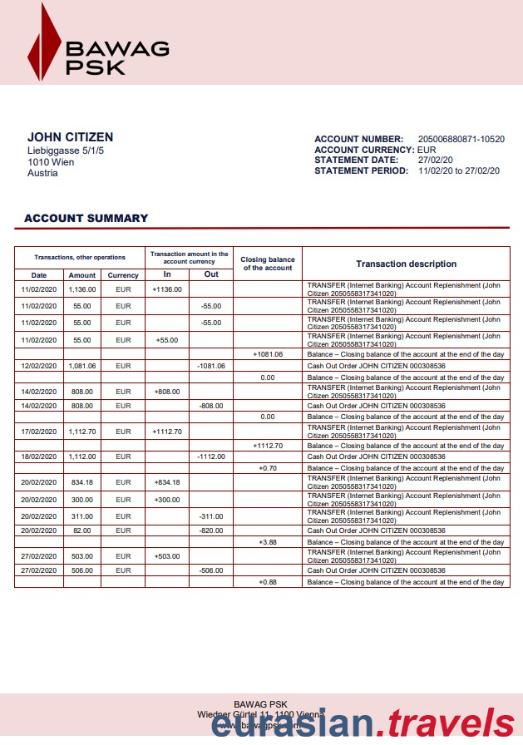 BAWAG
PSK
JOHN CITIZEN
Liebiggasse 5/1/5
1010 Wien
Austria
ACCOUNT NUMBER: 205006880871-10520
ACCOUNT CURRENCY: EUR
STATEMENT DATE: 27/02/20
STATEMENT PERIOD: 11/02/20 to 27/02/20
ACCOUNT SUMMARY
Transactions, other operations
Transaction amount in the
account currency
Closing balance
of the account
Transaction description
Date Amount Currency In Out
11/02/2020 1,136.00 EUR +1136.00 TRANSFER (Internet Banking) Account Replenishment (John
Citizen 2050558317341020)
11/02/2020 55.00 EUR -55.00 TRANSFER (Internet Banking) Account Replenishment (John
Citizen 2050558317341020)
11/02/2020 55.00 EUR -55.00 TRANSFER (Internet Banking) Account Replenishment (John
Citizen 2050558317341020)
11/02/2020 55.00 EUR +55.00 TRANSFER (Internet Banking) Account Replenishment (John
Citizen 2050558317341020)
+1081.06 Balance – Closing balance of the account at the end of the day
12/02/2020 1,081.06 EUR -1081.06 Cash Out Order JOHN CITIZEN 000308536
0.00 Balance – Closing balance of the account at the end of the day
14/02/2020 808.00 EUR +808.00 TRANSFER (Internet Banking) Account Replenishment (John
Citizen 2050558317341020)
14/02/2020 808.00 EUR -808.00 Cash Out Order JOHN CITIZEN 000308536
0.00 Balance – Closing balance of the account at the end of the day
17/02/2020 1,112.70 EUR +1112.70 TRANSFER (Internet Banking) Account Replenishment (John
Citizen 2050558317341020)
+1112.70 Balance – Closing balance of the account at the end of the day
18/02/2020 1,112.00 EUR -1112.00 Cash Out Order JOHN CITIZEN 000308536
+0.70 Balance – Closing balance of the account at the end of the day
20/02/2020 834.18 EUR +834.18 TRANSFER (Internet Banking) Account Replenishment (John
Citizen 2050558317341020)
20/02/2020 300.00 EUR +300.00 TRANSFER (Internet Banking) Account Replenishment (John
Citizen 2050558317341020)
20/02/2020 311.00 EUR -311.00 TRANSFER (Internet Banking) Account Replenishment (John
Citizen 2050558317341020)
20/02/2020 82.00 EUR -820.00 Cash Out Order JOHN CITIZEN 000308536
+3.88 Balance – Closing balance of the account at the end of the day
27/02/2020 503.00 EUR +503.00 TRANSFER (Internet Banking) Account Replenishment (John
Citizen 2050558317341020)
27/02/2020 506.00 EUR -506.00 Cash Out Order JOHN CITIZEN 000308536
+0.88 Balance – Closing balance of the account at the end of the day
BAWAG PSK
Wiedner Gürtel 11, 1100 Vienna
eurasian.travels